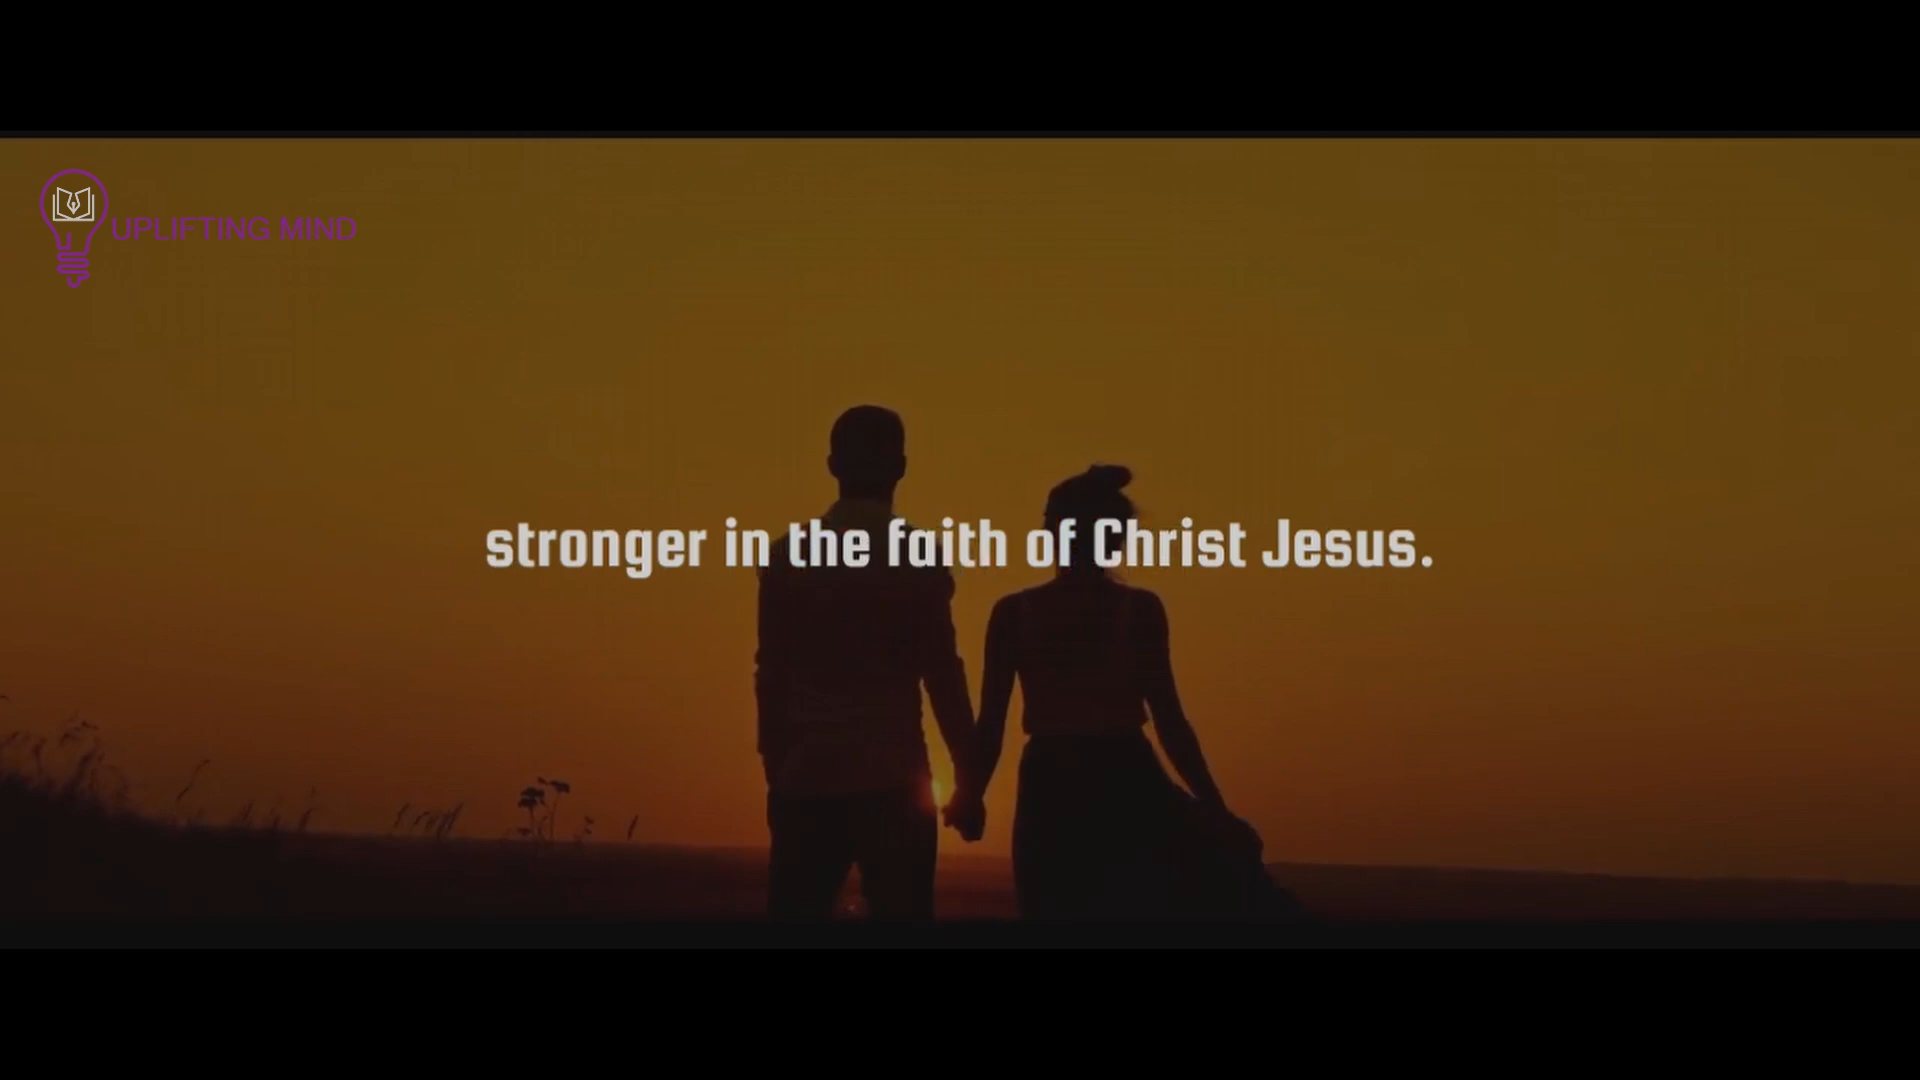 UPLIFTING MIND
stronger in the faith of Christ Jesus.